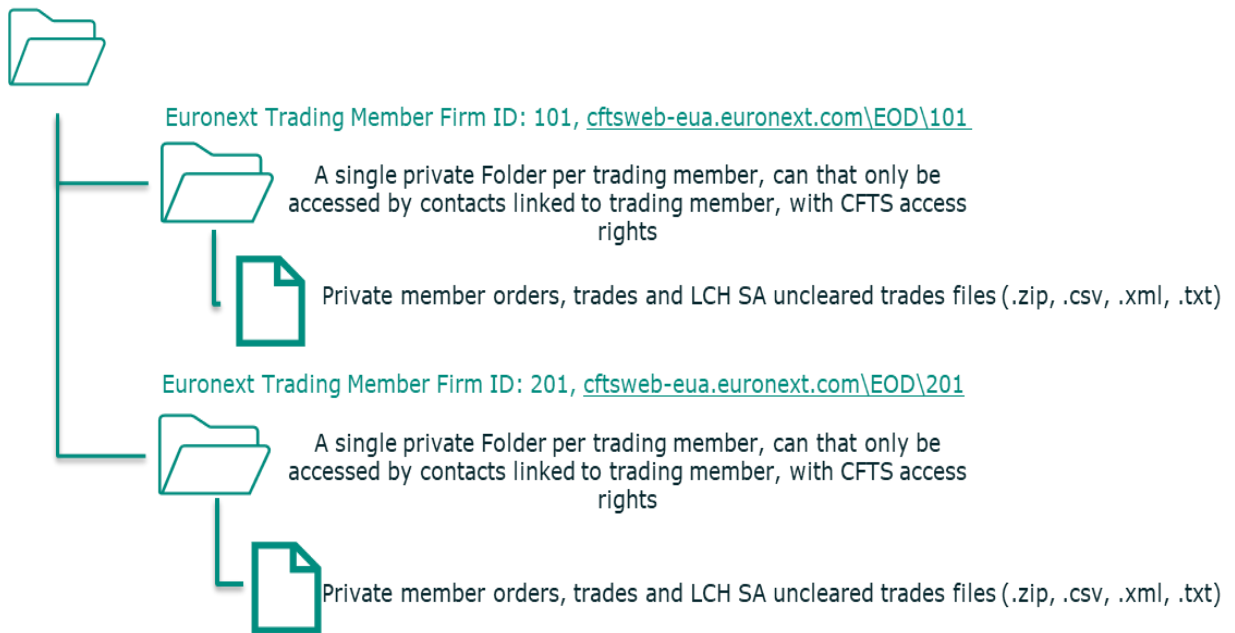 Euronext Trading Member Firm ID: 101, cftsweb-eua.euronext.com\EOD\101
A single private Folder per trading member, can that only be
accessed by contacts linked to trading member, with CFTS access
rights
Private member orders, trades and LCH SA uncleared trades files (.zip, .csv, .xml, .txt)
Euronext Trading Member Firm ID: 201, cftsweb-eua.euronext.com\EOD\201
A single private Folder per trading member, can that only be
accessed by contacts linked to trading member, with CFTS access
rights
Private member orders, trades and LCH SA uncleared trades files (.zip, .csv, .xml, .txt)